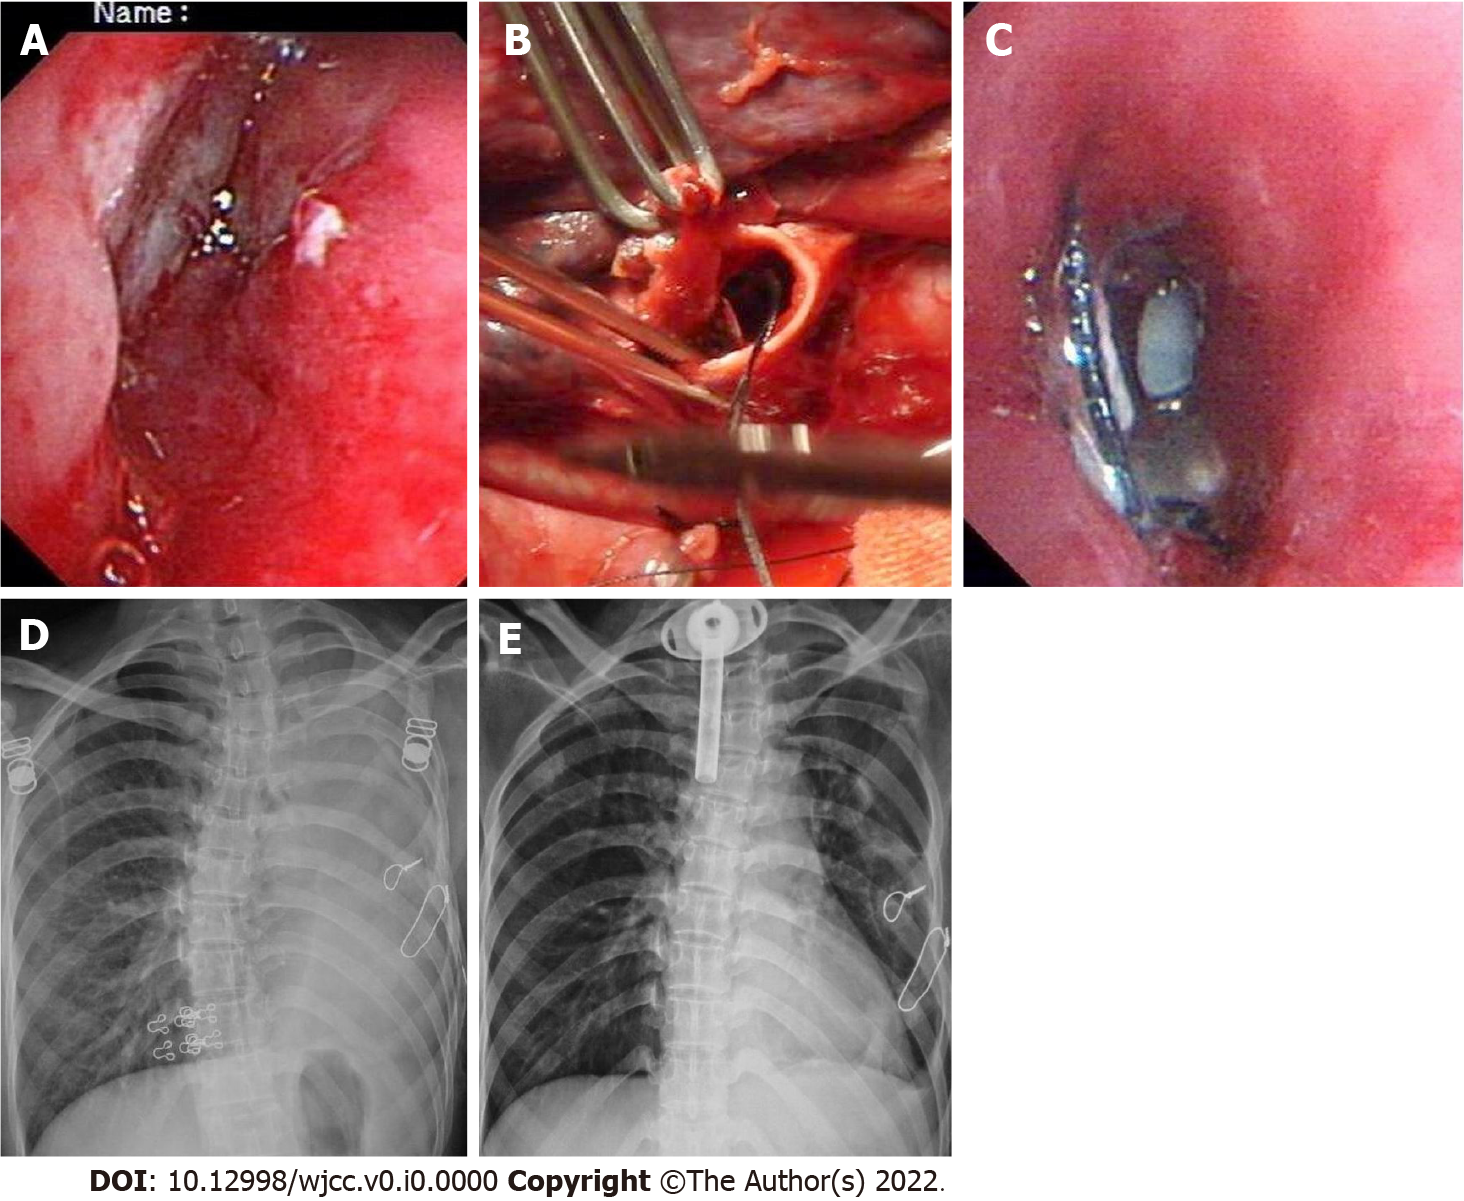 Name :
A
B
C
D
E
DOI: 10.12998/wjcc.v0.i0.0000 Copyright ©The Author(s) 2022.